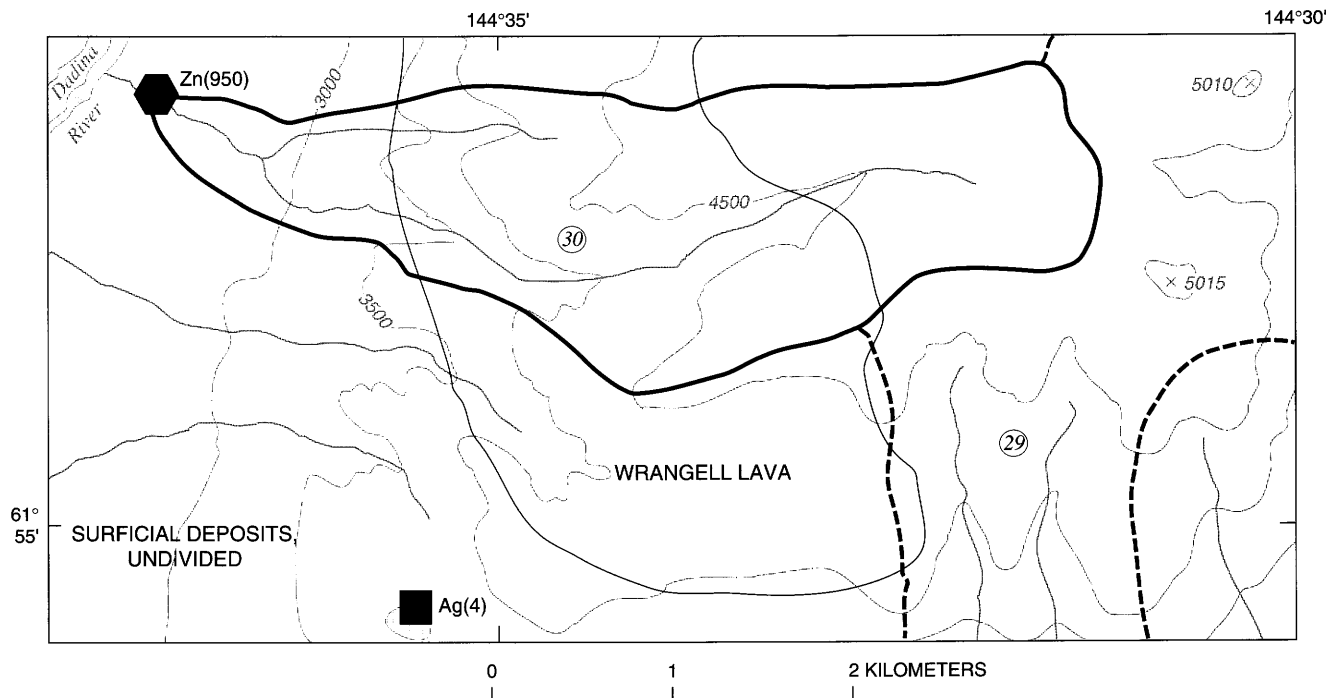 144°35'
144°30'
Dadina
River
Zn(950)
3000
5010
4500
30
5015
3500
29
WRANGELL LAVA
61°
55'
SURFICIAL DEPOSITS,
UNDIVIDED
Ag(4)
0 1 2 KILOMETERS